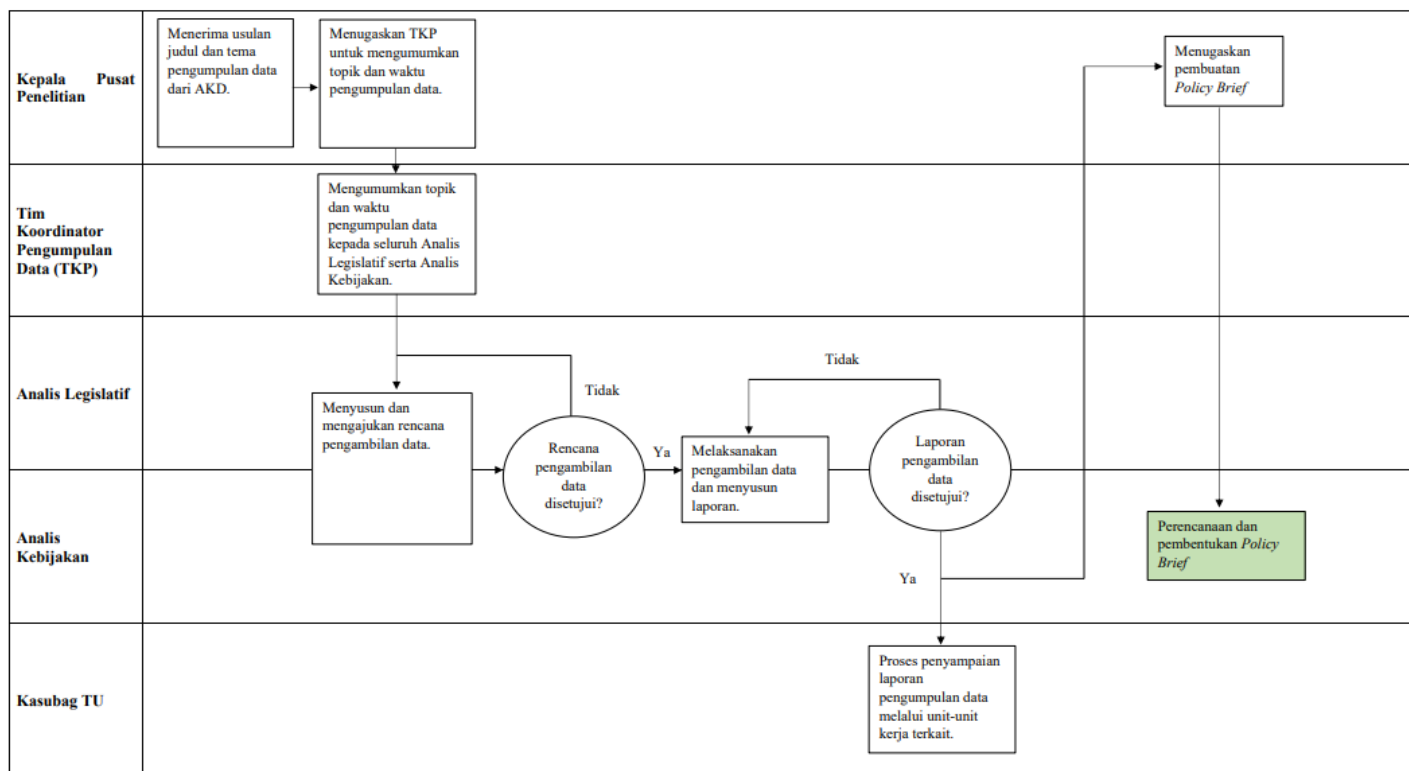 Kepala Pusat
Penelitian
Menerima usulan
judul dan tema
pengumpulan data
dari AKD.
Menugaskan TKP
untuk mengumumkan
topik dan waktu
pengumpulan data.
Menugaskan
pembuatan
Policy Brief
Tim
Koordinator
Pengumpulan
Data (TKP)
Mengumumkan topik
dan waktu
pengumpulan data
kepada seluruh Analis
Legislatif serta Analis
Kebijakan.
Analis Legislatif
Tidak
Tidak
Menyusun dan
mengajukan rencana
pengambilan data.
Rencana
pengambilan
data
disetujui?
Ya
Melaksanakan
pengambilan data
dan menyusun
laporan.
Laporan
pengambilan
data
disetujui?
Analis
Kebijakan
Ya
Perencanaan dan
pembentukan Policy
Brief
Kasubag TU
Proses penyampaian
laporan
pengumpulan data
melalui unit-unit
kerja terkait.